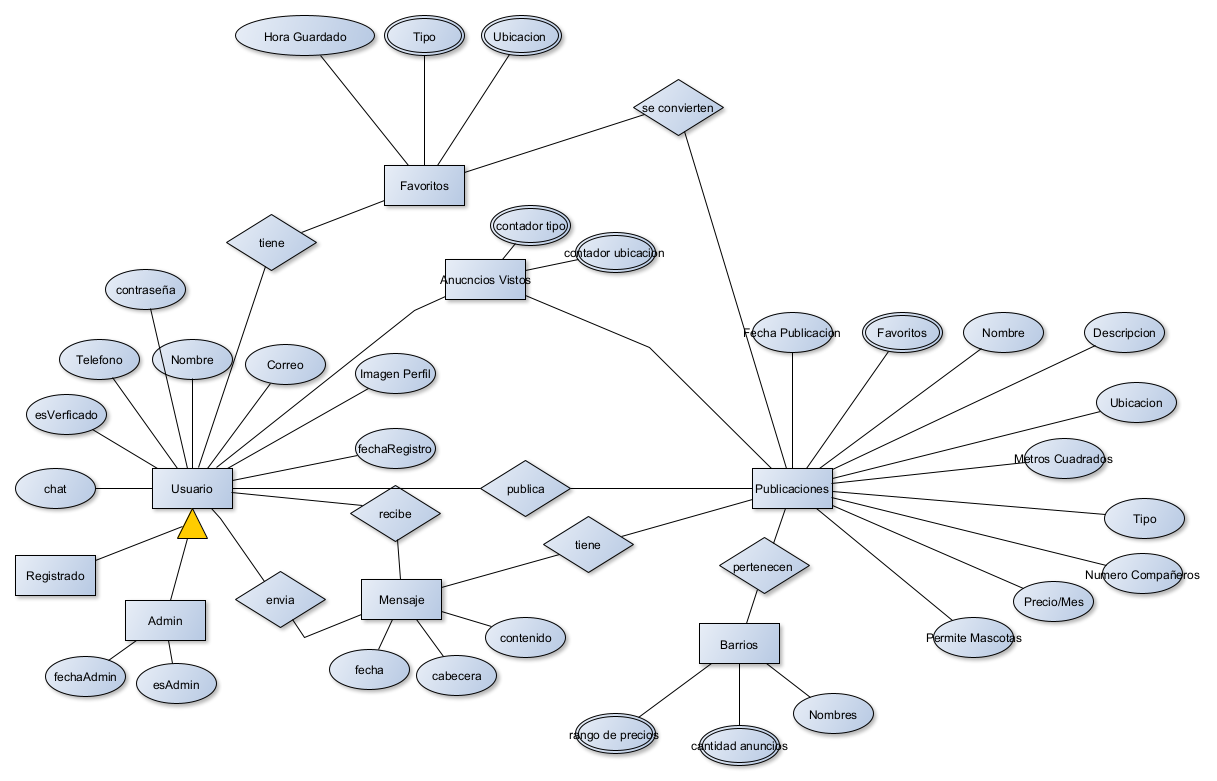 Hora Guardado
Tipo
Ubicacion
se convierten
Favoritos
tiene
contador tipo
contador ubicacion
Anucncios Vistos
contraseña
Telefono
Nombre
Correo
Imagen Perfil
esVerficado
fechaRegistro
chat
Usuario
publica
recibe
Fecha Publicacion
Favoritos
Nombre
Descripcion
Ubicacion
Metros Cuadrados
Publicaciones
Tipo
tiene
pertenecen
Numero Compañeros
Precio/Mes
Permite Mascotas
Registrado
Admin
envia
Mensaje
contenido
fechaAdmin
esAdmin
fecha
cabecera
Barrios
Nombres
rango de precios
cantidad anuncios